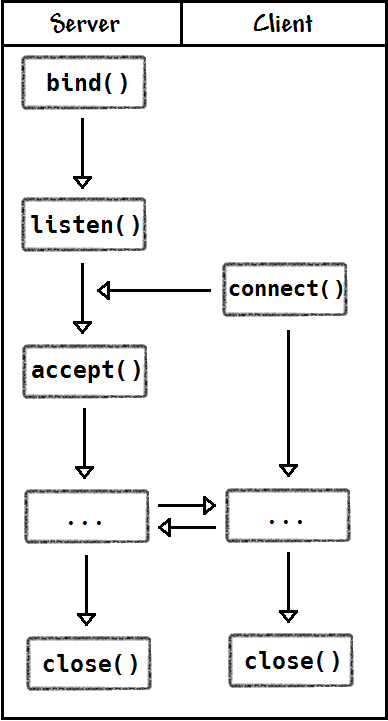 Server Client
bind()
listen()
connect()
accept()
... ...
close() close()